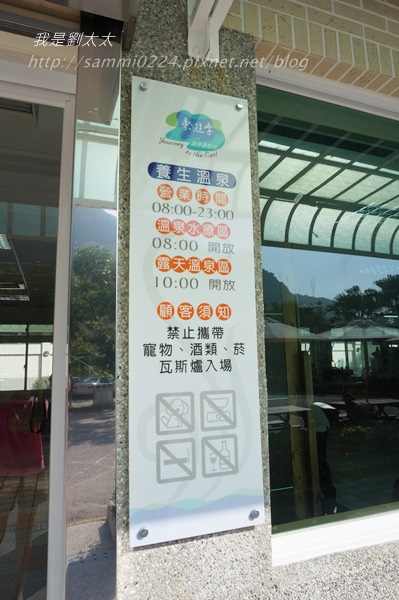 我是劉太太
http://sammi0224.pixnet.net/blog
東遊季
Journey
to the East
養生溫泉
營業時間
08:00-23:00
溫泉水療區
08:00 開放
露天溫泉區
10:00 開放
顧客須知
禁止攜帶
寵物、酒類、菸
瓦斯爐入場